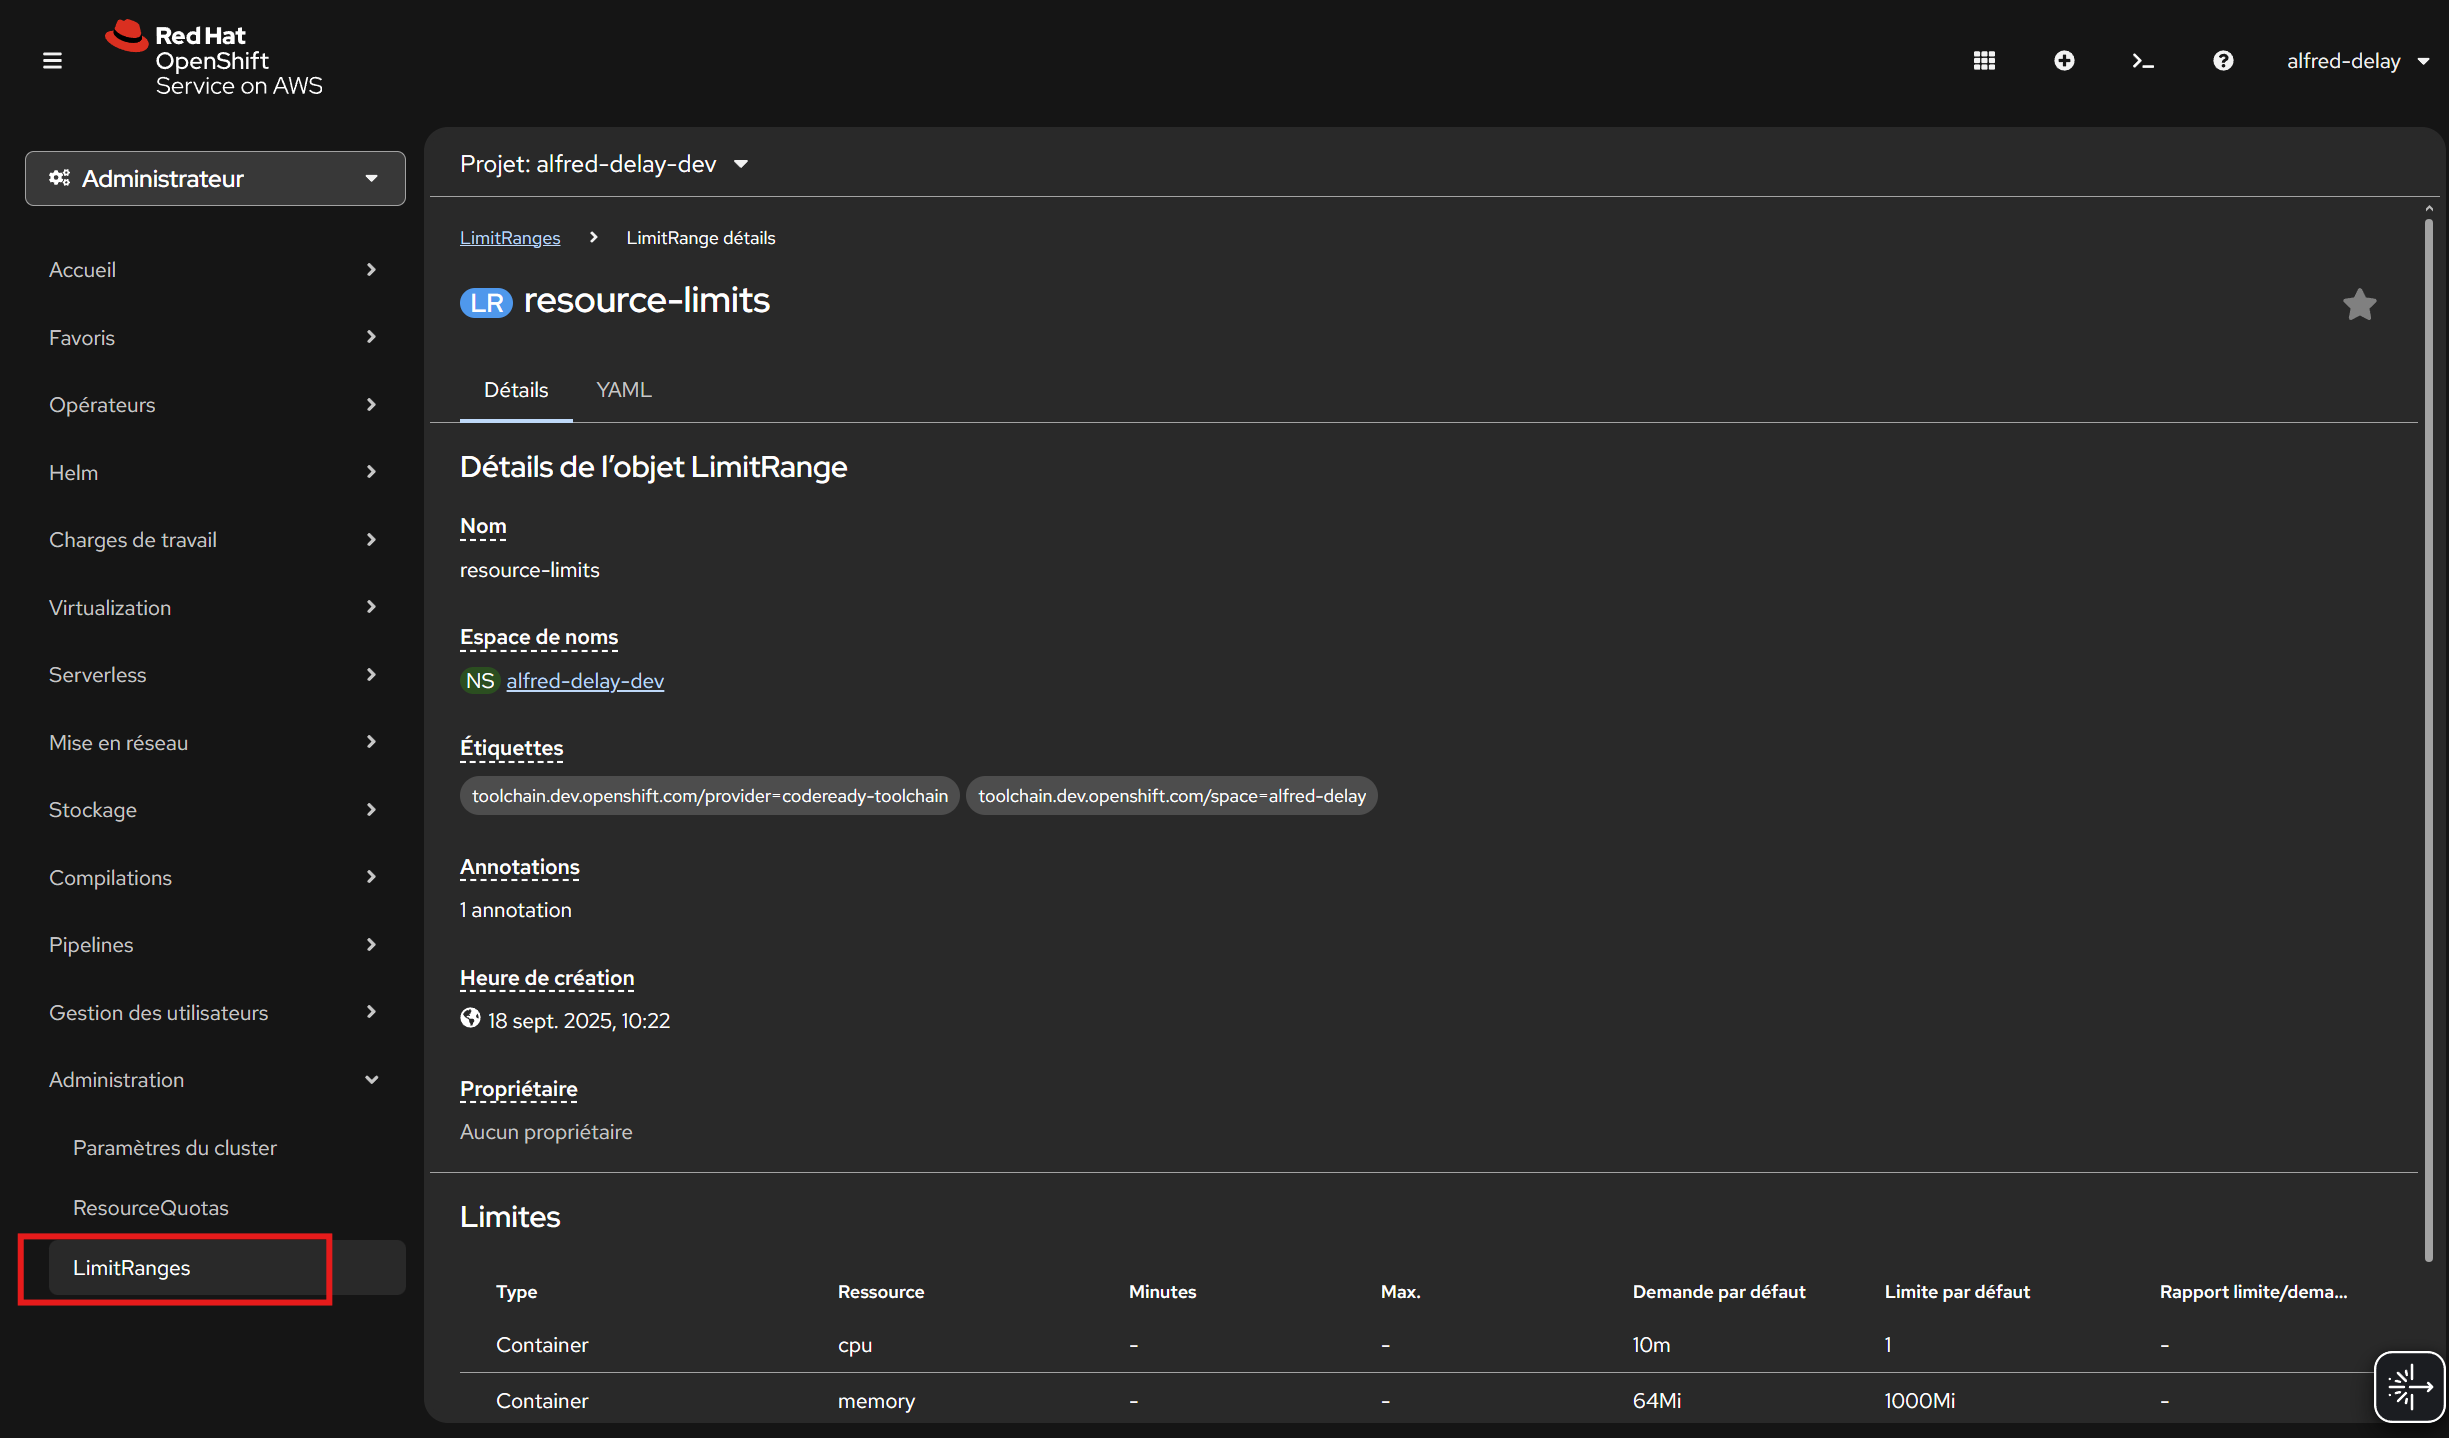 Red Hat
OpenShift
Service on AWS
alfred-delay
Administrateur
Accueil
Favoris
Opérateurs
Helm
Charges de travail
Virtualization
Serverless
Mise en réseau
Stockage
Compilations
Pipelines
Gestion des utilisateurs
Administration
Paramètres du cluster
ResourceQuotas
LimitRanges
Projet: alfred-delay-dev
LimitRanges LimitRange détails
LR resource-limits
Détails YAML
Détails de l’objet LimitRange
Nom
resource-limits
Espace de noms
NS alfred-delay-dev
Étiquettes
toolchain.dev.openshift.com/provider=codeready-toolchain toolchain.dev.openshift.com/space=alfred-delay
Annotations
1 annotation
Heure de création
18 sept. 2025, 10:22
Propriétaire
Aucun propriétaire
Limites
Type Ressource Minutes Max. Demande par défaut Limite par défaut Rapport limite/dema...
Container cpu - - 10m 1 -
Container memory - - 64Mi 1000Mi -